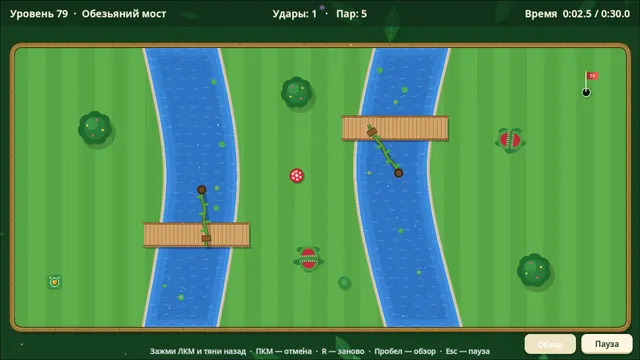 Уровень 79 • Обезьяний мост
Удары: 1 • Пар: 5
Время 0:02.5 / 0:30.0
79
Зажми ЛКМ и тяни назад • ПКМ — отмена • R — заново • Пробел — обзор • Esc — пауза
Обзор
Пауза